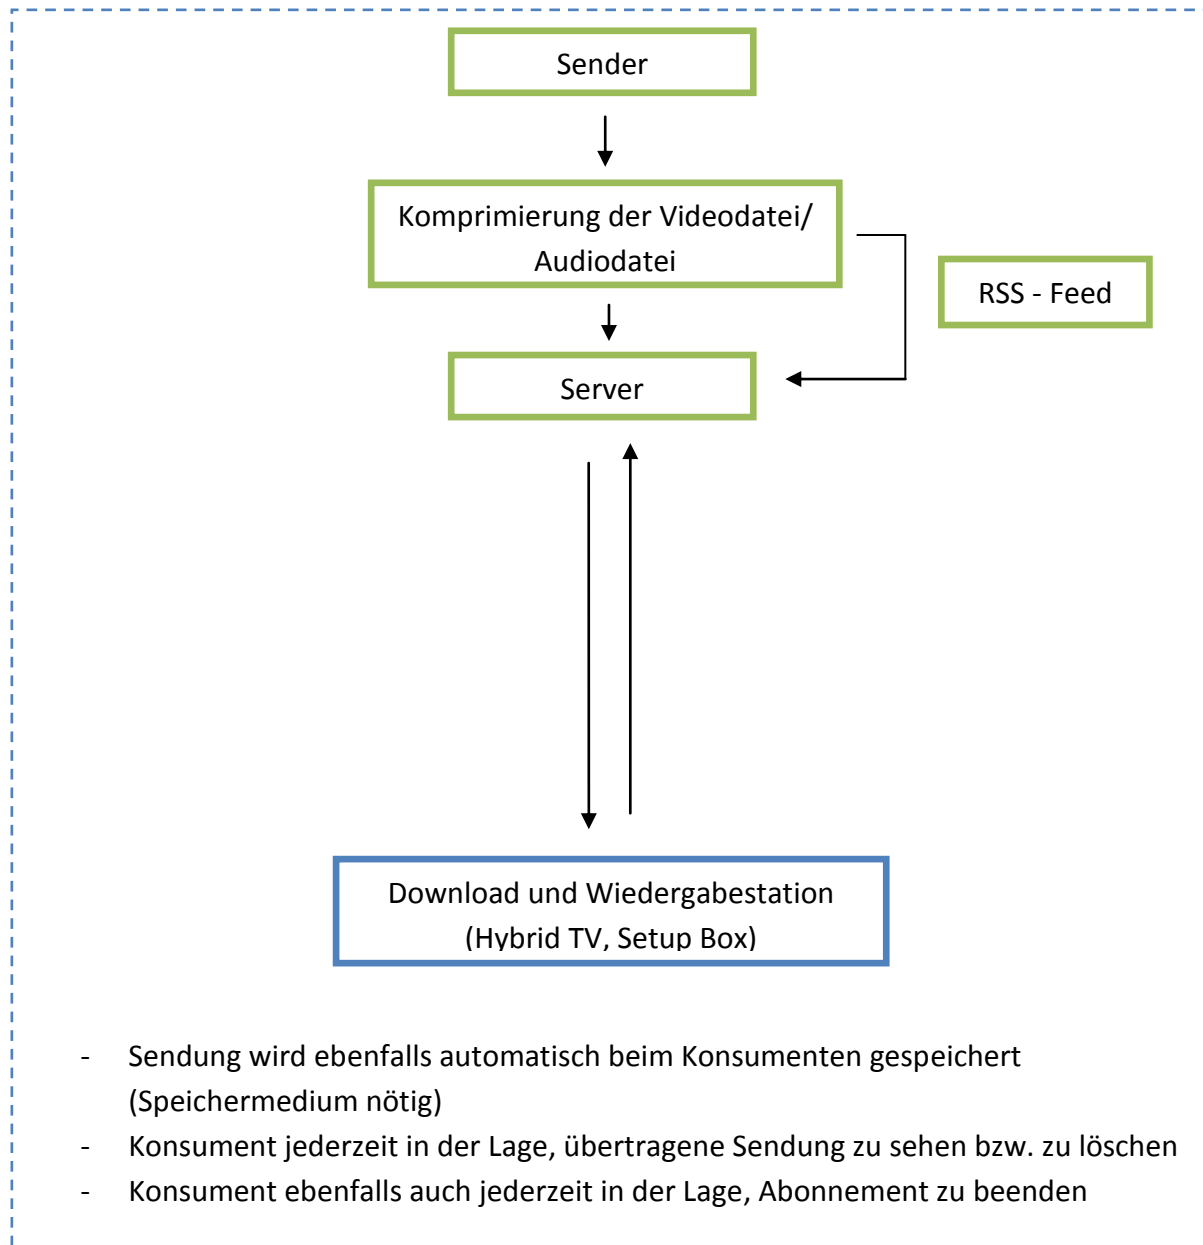 Sender
Komprimierung der Videodatei/
Audiodatei
RSS - Feed
Server
Download und Wiedergabestation
(Hybrid TV, Setup Box)
- Sendung wird ebenfalls automatisch beim Konsumenten gespeichert
(Speichermedium nötig)
- Konsument jederzeit in der Lage, übertragene Sendung zu sehen bzw. zu löschen
- Konsument ebenfalls auch jederzeit in der Lage, Abonnement zu beenden